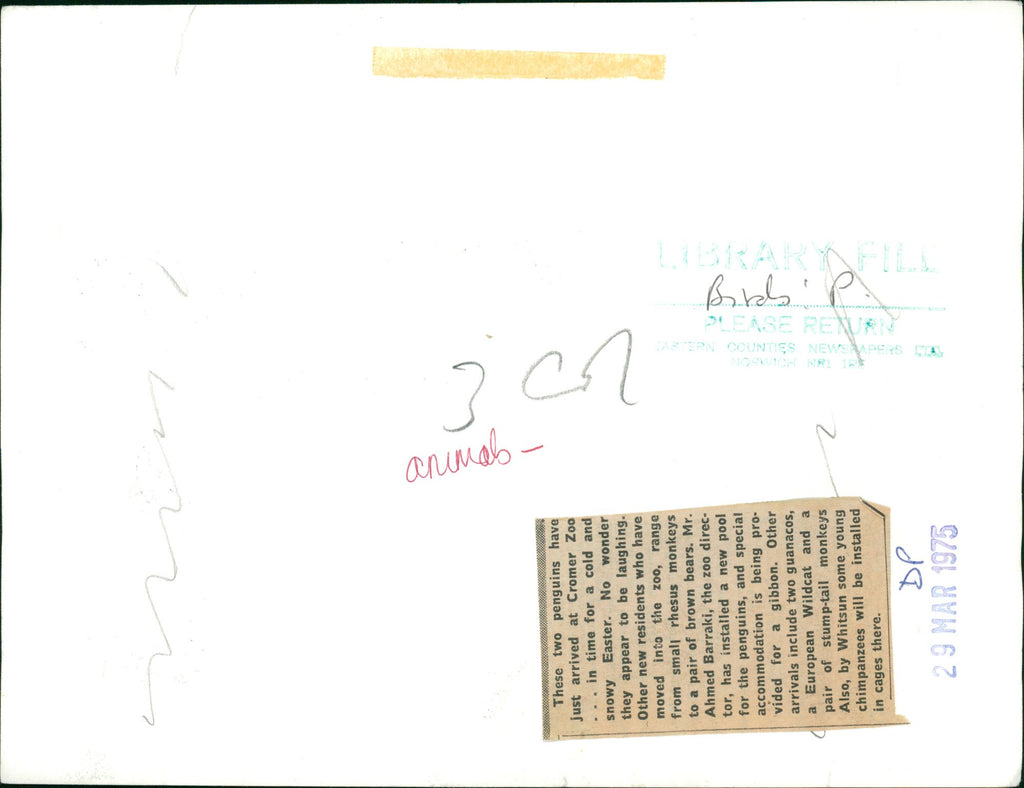 LIBRARY FILE
Birds: P.
PLEASE RETURN
EASTERN COUNTIES NEWSPAPERS LTD.
NORWICH NR1 1RE
3 col
animals -
These two penguins have
just arrived at Cromer Zoo
. . . in time for a cold and
snowy Easter. No wonder
they appear to be laughing.
Other new residents who have
moved into the zoo, range
from small rhesus monkeys
to a pair of brown bears. Mr.
Ahmed Barraki, the zoo direc-
tor, has installed a new pool
for the penguins, and special
accommodation is being pro-
vided for a gibbon. Other
arrivals include two guanacos,
a European Wildcat and a
pair of stump-tail monkeys
Also, by Whitsun some young
chimpanzees will be installed
in cages there.
DP
29 MAR 1975